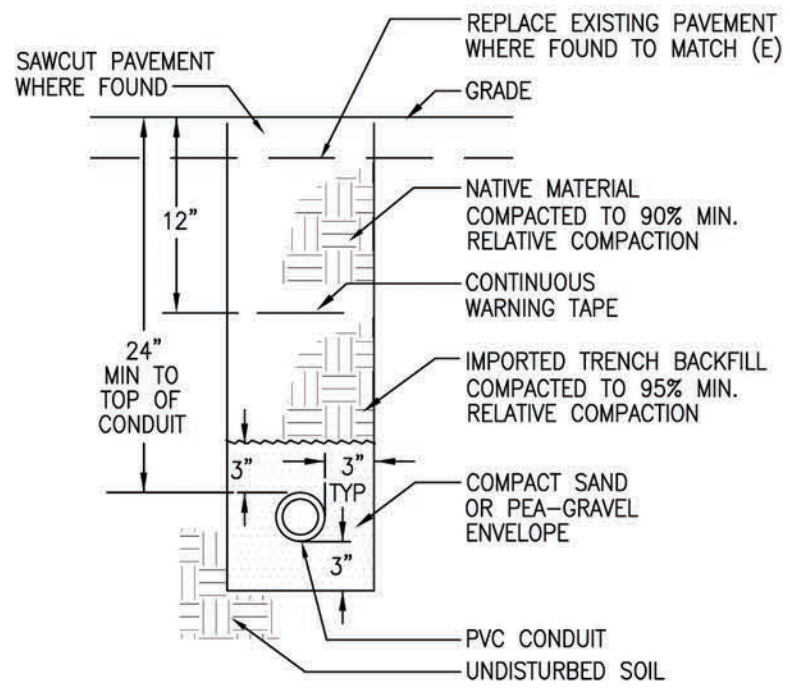 REPLACE EXISTING PAVEMENT
WHERE FOUND TO MATCH (E)
SAWCUT PAVEMENT
WHERE FOUND
GRADE
NATIVE MATERIAL
COMPACTED TO 90% MIN.
RELATIVE COMPACTION
12"
CONTINUOUS
WARNING TAPE
24"
MIN TO
TOP OF
CONDUIT
IMPORTED TRENCH BACKFILL
COMPACTED TO 95% MIN.
RELATIVE COMPACTION
3"
3"
TYP
COMPACT SAND
OR PEA-GRAVEL
ENVELOPE
3"
PVC CONDUIT
UNDISTURBED SOIL